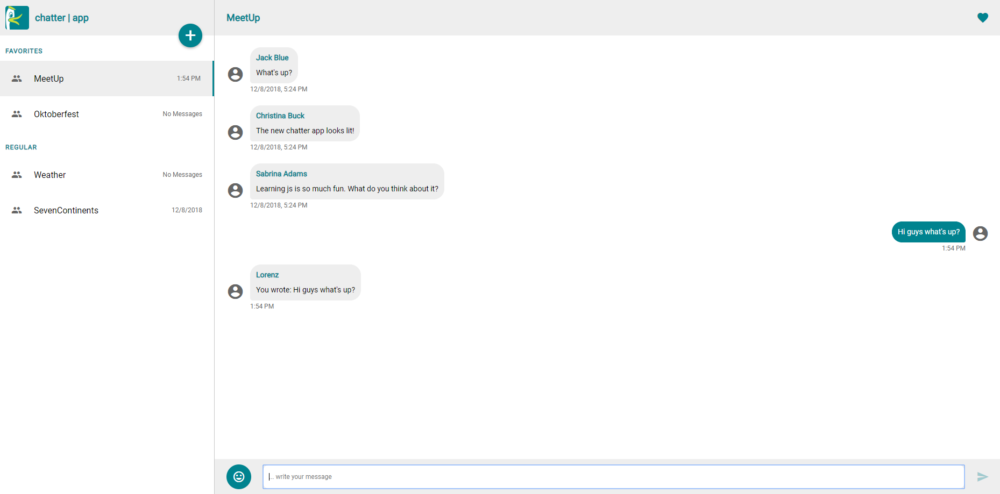 chatter | app
FAVORITES
MeetUp 1:54 PM
Oktoberfest No Messages
REGULAR
Weather No Messages
SevenContinents 12/8/2018
MeetUp
Jack Blue
What's up?
12/8/2018, 5:24 PM
Christina Buck
The new chatter app looks lit!
12/8/2018, 5:24 PM
Sabrina Adams
Learning js is so much fun. What do you think about it?
12/8/2018, 5:24 PM
Hi guys what's up?
1:54 PM
Lorenz
You wrote: Hi guys what's up?
1:54 PM
... write your message